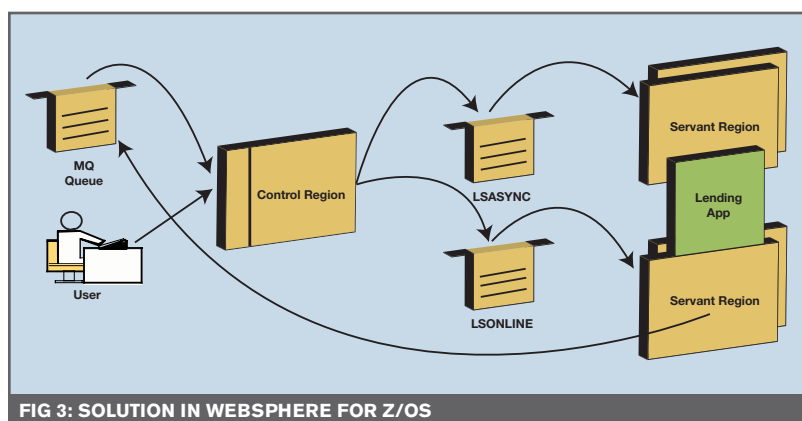 MQ
Queue
User
Control Region
LSASYNC
LSONLINE
Servant Region
Lending
App
Servant Region
FIG 3: SOLUTION IN WEBSPHERE FOR Z/OS